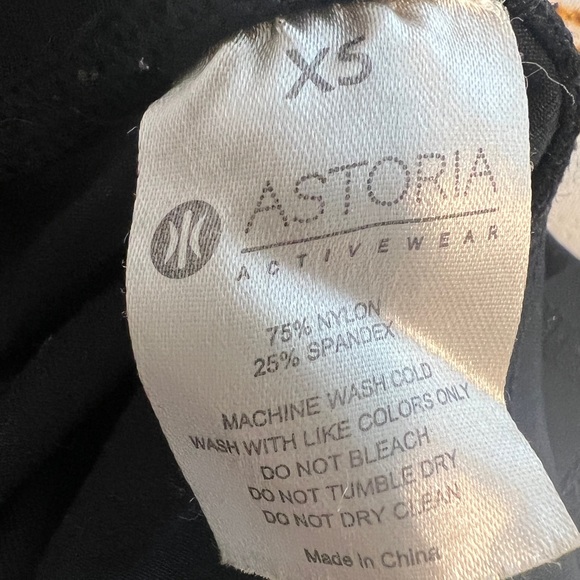 XS
ASTORIA
ACTIVEWEAR
75% NYLON
25% SPANDEX
MACHINE WASH COLD
WASH WITH LIKE COLORS ONLY
DO NOT BLEACH
DO NOT TUMBLE DRY
DO NOT DRY CLEAN
Made in China